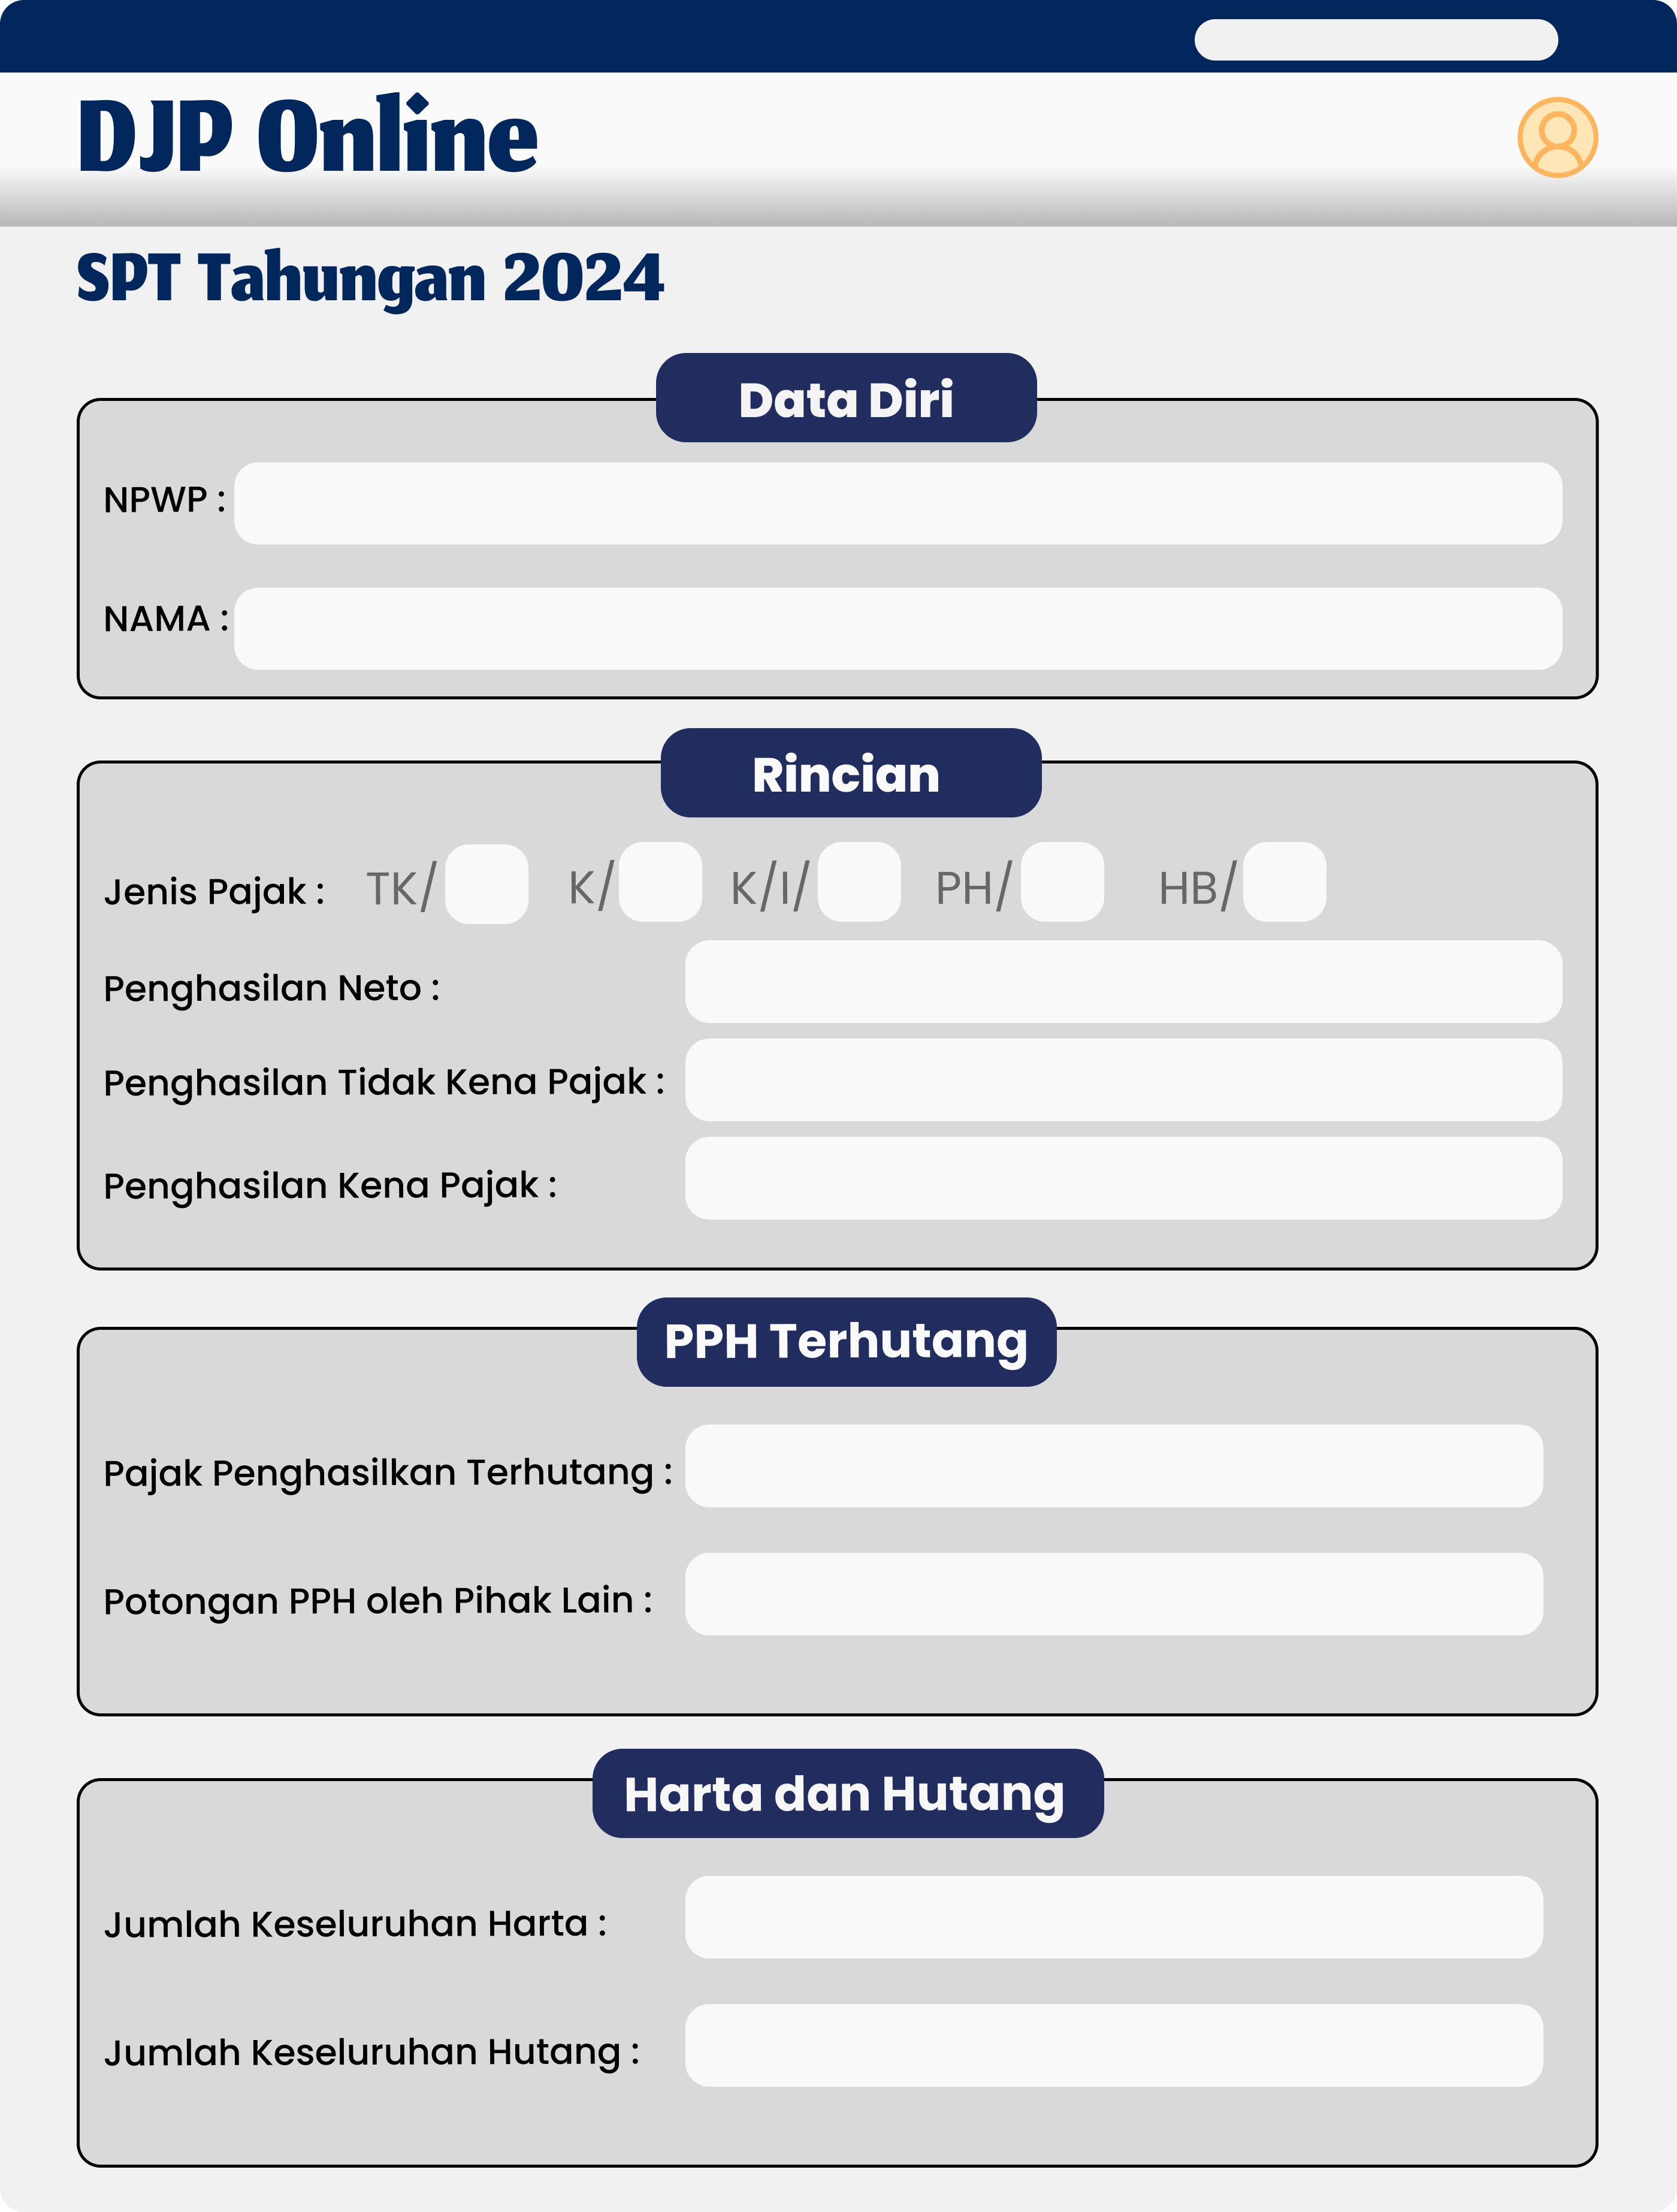 DJP Online
SPT Tahungan 2024
Data Diri
NPWP :
NAMA :
Rincian
Jenis Pajak : TK/ K/ K/I/ PH/ HB/
Penghasilan Neto :
Penghasilan Tidak Kena Pajak :
Penghasilan Kena Pajak :
PPH Terhutang
Pajak Penghasilkan Terhutang :
Potongan PPH oleh Pihak Lain :
Harta dan Hutang
Jumlah Keseluruhan Harta :
Jumlah Keseluruhan Hutang :